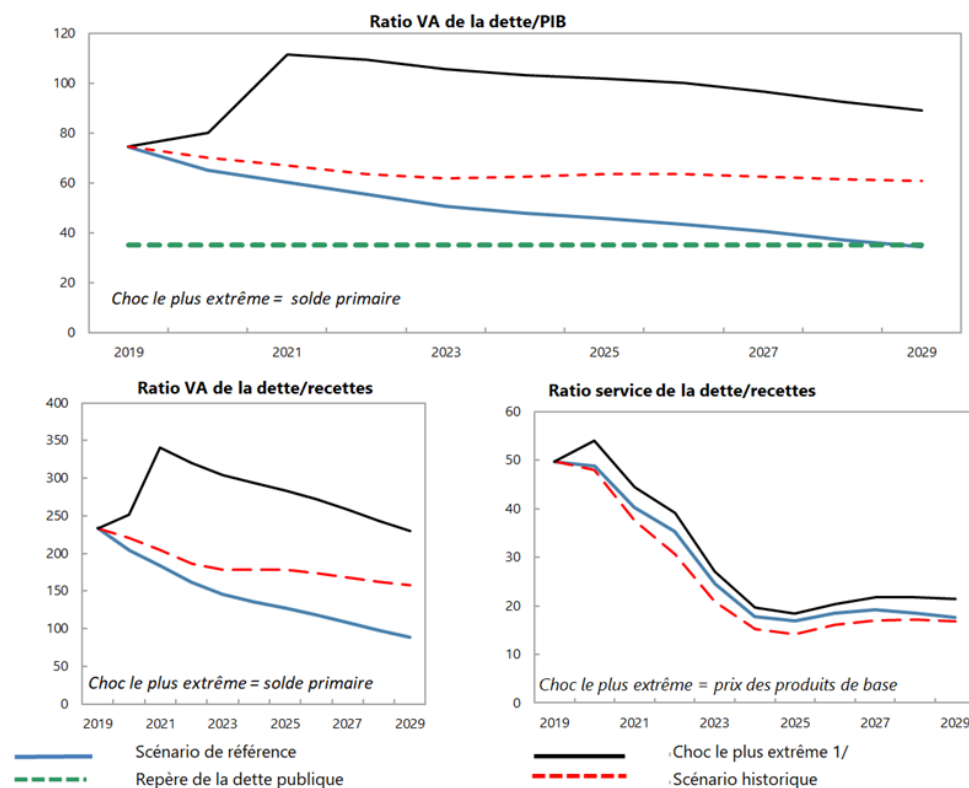 Ratio VA de la dette/PIB
120
100
80
60
40
20
0
Choc le plus extrême = solde primaire
2019 2021 2023 2025 2027 2029
Ratio VA de la dette/recettes
400
350
300
250
200
150
100
50
0
Choc le plus extrême = solde primaire
2019 2021 2023 2025 2027 2029
Ratio service de la dette/recettes
60
50
40
30
20
10
0
Choc le plus extrême = prix des produits de base
2019 2021 2023 2025 2027 2029
Scénario de référence
Choc le plus extrême 1/
Repère de la dette publique
Scénario historique